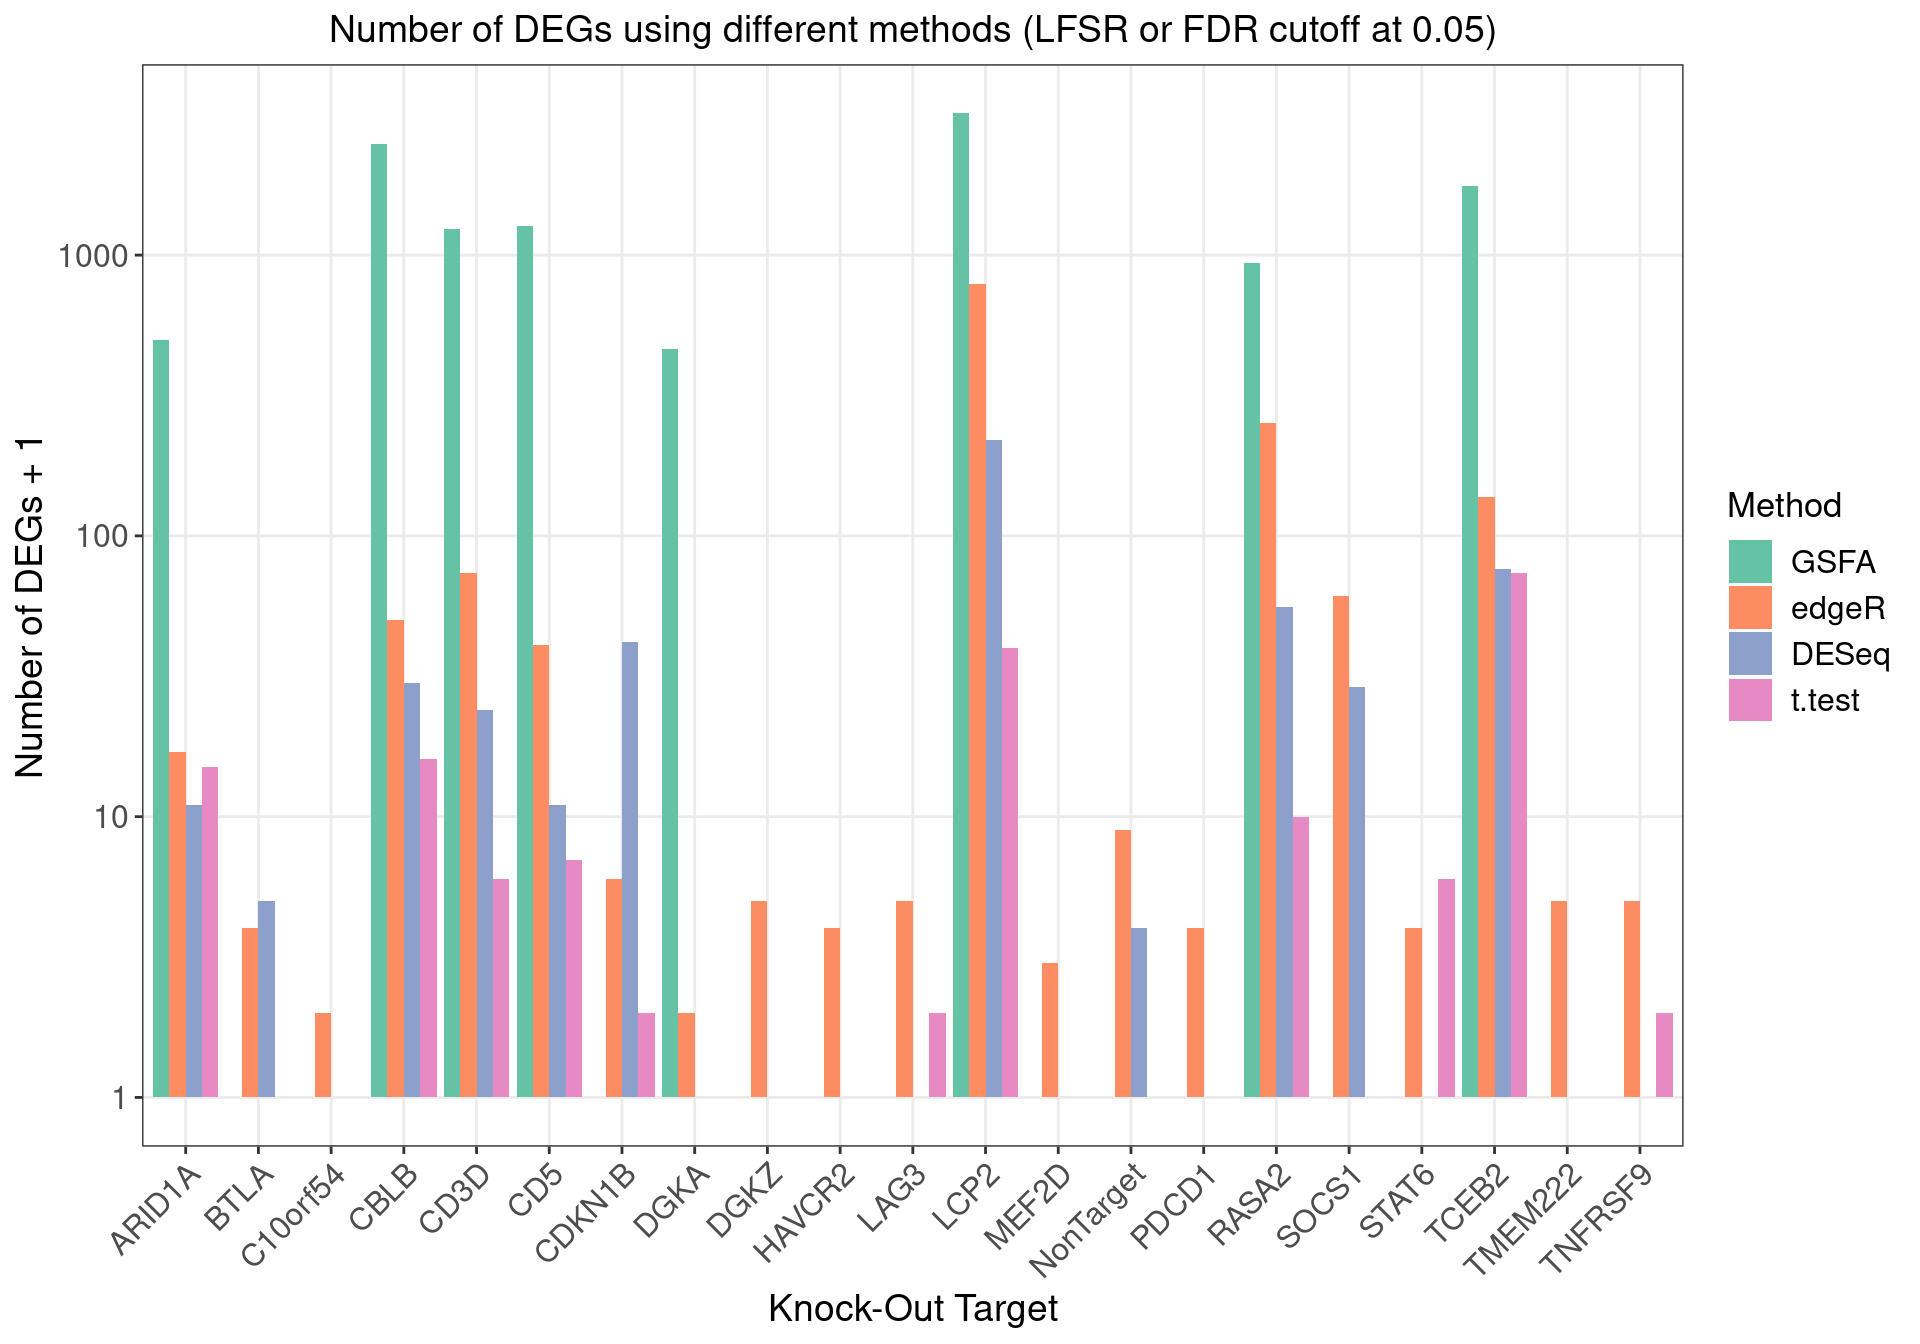 Number of DEGs using different methods (LFSR or FDR cutoff at 0.05)
Number of DEGs + 1
1000
100
10
1
ARID1A
BTLA
C10orf54
CBLB
CD3D
CD5
CDKN1B
DGKA
DGKZ
HAVCR2
LAG3
LCP2
MEF2D
NonTarget
PDCD1
RASA2
SOCS1
STAT6
TCEB2
TMEM222
TNFRSF9
Knock-Out Target
Method
GSFA
edgeR
DESeq
t.test